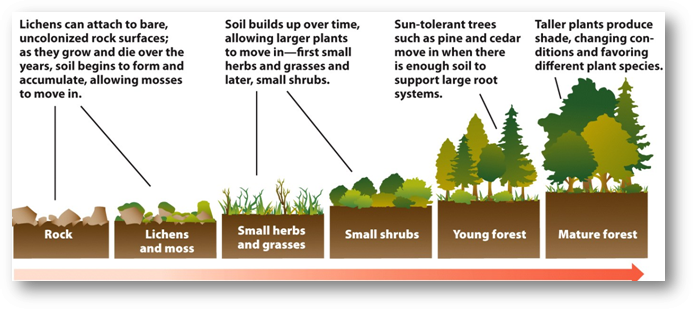 Lichens can attach to bare,
uncolonized rock surfaces;
as they grow and die over the
years, soil begins to form and
accumulate, allowing mosses
to move in.
Soil builds up over time,
allowing larger plants
to move in—first small
herbs and grasses and
later, small shrubs.
Sun-tolerant trees
such as pine and cedar
move in when there
is enough soil to
support large root
systems.
Taller plants produce
shade, changing con-
ditions and favoring
different plant species.
Rock
Lichens
and moss
Small herbs
and grasses
Small shrubs
Young forest
Mature forest